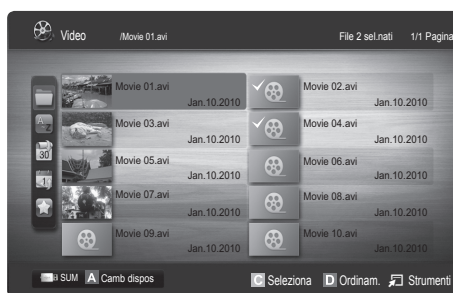 Video /Movie 01.avi File 2 sel.nati 1/1 Pagina
Movie 01.avi Movie 02.avi
Jan.10.2010 Jan.10.2010
Movie 03.avi Movie 04.avi
Jan.10.2010 Jan.10.2010
Movie 05.avi Movie 06.avi
Jan.10.2010 Jan.10.2010
Movie 07.avi Movie 08.avi
Jan.10.2010 Jan.10.2010
Movie 09.avi Movie 10.avi
Jan.10.2010 Jan.10.2010
SUM A Camb dispos C Seleziona D Ordinam. Strumenti